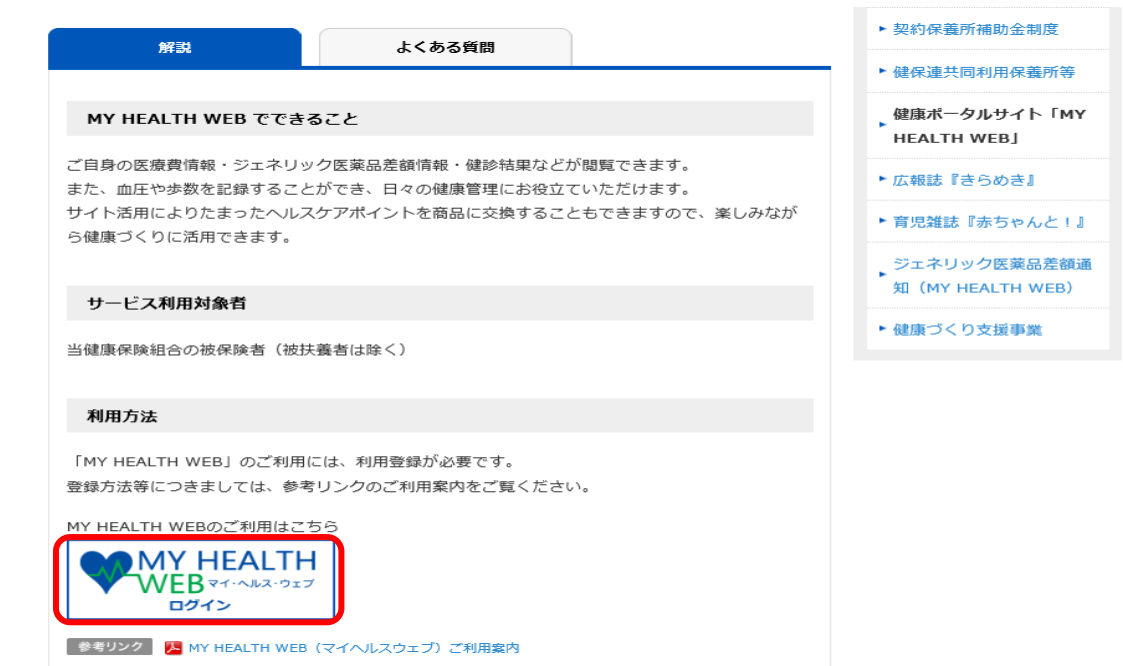 解説
よくある質問
MY HEALTH WEB でできること
ご自身の医療費情報・ジェネリック医薬品差額情報・健診結果などが閲覧できます。
また、血圧や歩数を記録することができ、日々の健康管理にお役立ていただけます。
サイト活用によりたまったヘルスケアポイントを商品に交換することもできますので、楽しみなが
ら健康づくりに活用できます。
サービス利用対象者
当健康保険組合の被保険者（被扶養者は除く）
利用方法
「MY HEALTH WEB」のご利用には、利用登録が必要です。
登録方法等につきましては、参考リンクのご利用案内をご覧ください。
MY HEALTH WEBのご利用はこちら
MY HEALTH
WEB マイ・ヘルス・ウェブ
ログイン
参考リンク MY HEALTH WEB（マイヘルスウェブ）ご利用案内
契約保養所補助金制度
健保連共同利用保養所等
健康ポータルサイト「MY
HEALTH WEB」
広報誌『きらめき』
育児雑誌『赤ちゃんと！』
ジェネリック医薬品差額通
知（MY HEALTH WEB）
健康づくり支援事業